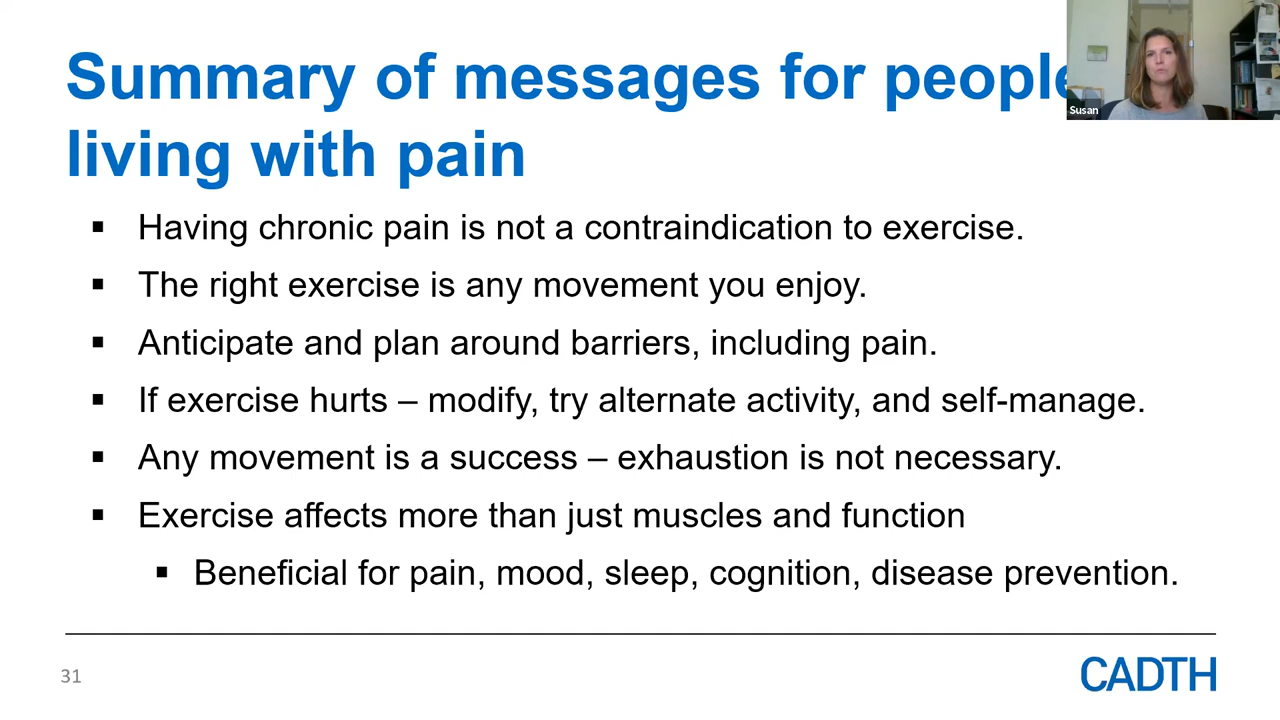 Summary of messages for people
living with pain
▪ Having chronic pain is not a contraindication to exercise.
▪ The right exercise is any movement you enjoy.
▪ Anticipate and plan around barriers, including pain.
▪ If exercise hurts – modify, try alternate activity, and self-manage.
▪ Any movement is a success – exhaustion is not necessary.
▪ Exercise affects more than just muscles and function
▪ Beneficial for pain, mood, sleep, cognition, disease prevention.
Susan
31
CADTH